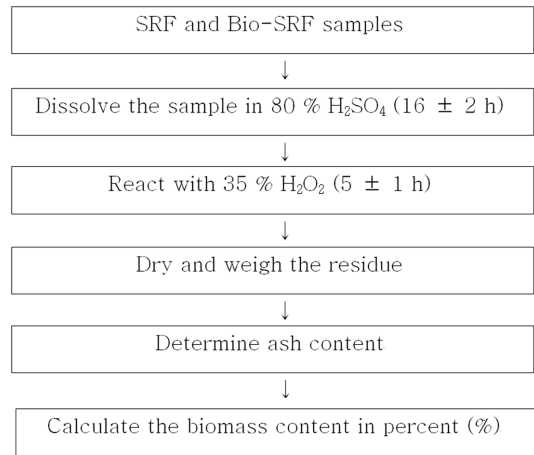 SRF and Bio-SRF samples
↓
Dissolve the sample in 80 % H₂SO₄ (16 ± 2 h)
↓
React with 35 % H₂O₂ (5 ± 1 h)
↓
Dry and weigh the residue
↓
Determine ash content
↓
Calculate the biomass content in percent (%)